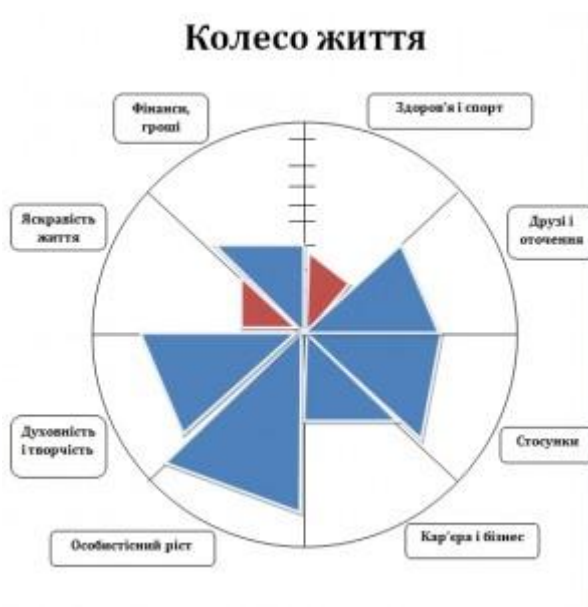 Колесо життя
Фінанси,
гроші
Здоров'я і спорт
Яскравість
життя
Друзі і
оточення
Духовність
і творчість
Стосунки
Особистісний ріст
Кар'єра і бізнес